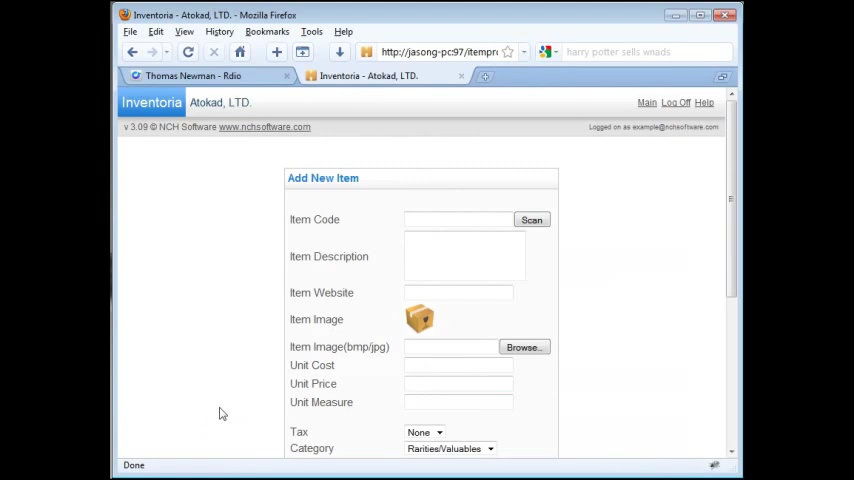 Inventoria - Atokad, LTD. - Mozilla Firefox
File Edit View History Bookmarks Tools Help
http://jasong-pc:97/itempro harry potter sells wnads
Thomas Newman - Rdio Inventoria - Atokad, LTD.
Inventoria Atokad, LTD. Main Log Off Help
v 3.09 © NCH Software www.nchsoftware.com Logged on as example@nchsoftware.com
Add New Item
Item Code Scan
Item Description
Item Website
Item Image
Item Image(bmp/jpg) Browse...
Unit Cost
Unit Price
Unit Measure
Tax None
Category Rarities/Valuables
Done